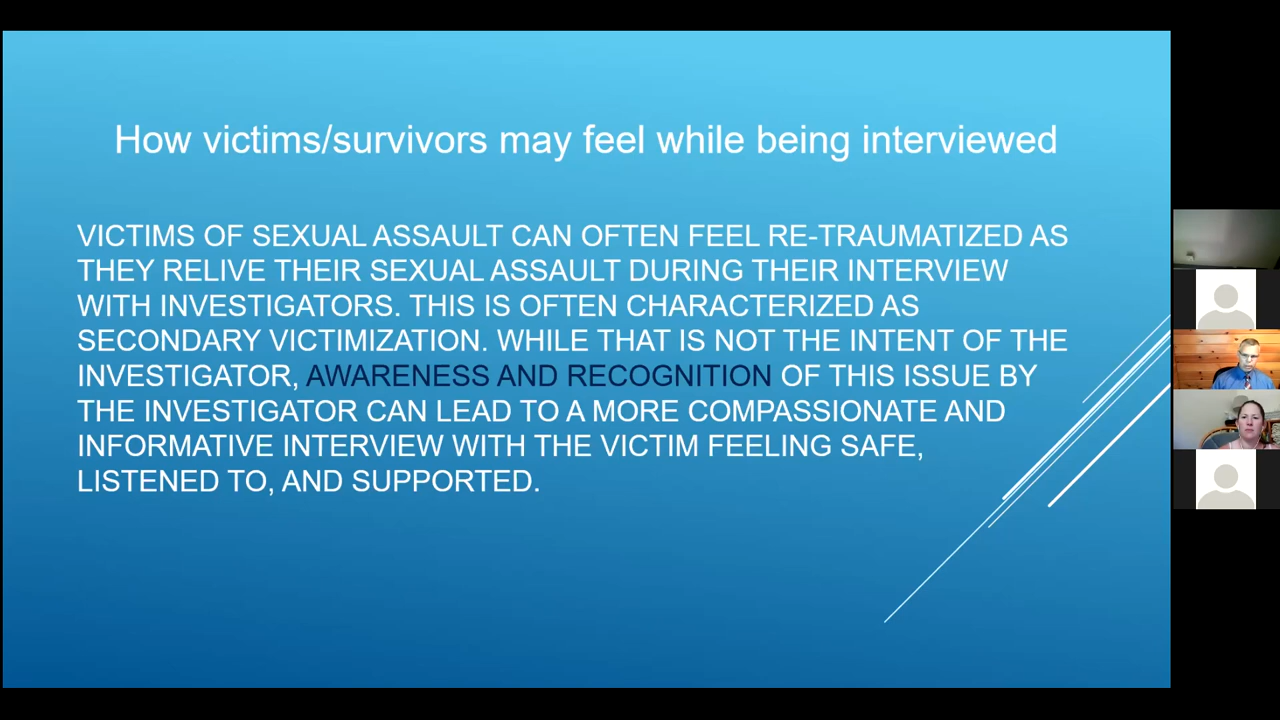 How victims/survivors may feel while being interviewed
VICTIMS OF SEXUAL ASSAULT CAN OFTEN FEEL RE-TRAUMATIZED AS
THEY RELIVE THEIR SEXUAL ASSAULT DURING THEIR INTERVIEW
WITH INVESTIGATORS. THIS IS OFTEN CHARACTERIZED AS
SECONDARY VICTIMIZATION. WHILE THAT IS NOT THE INTENT OF THE
INVESTIGATOR, AWARENESS AND RECOGNITION OF THIS ISSUE BY
THE INVESTIGATOR CAN LEAD TO A MORE COMPASSIONATE AND
INFORMATIVE INTERVIEW WITH THE VICTIM FEELING SAFE,
LISTENED TO, AND SUPPORTED.